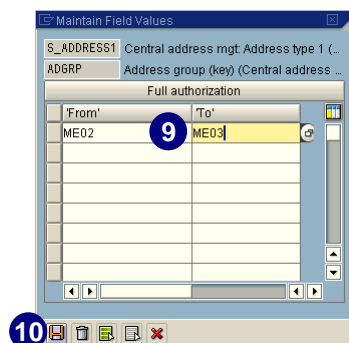 Maintain Field Values
S_ADDRESS1 Central address mgt: Address type 1 (…
ADGRP Address group (key) (Central address …
Full authorization
'From' 'To'
ME02 9 ME03
10